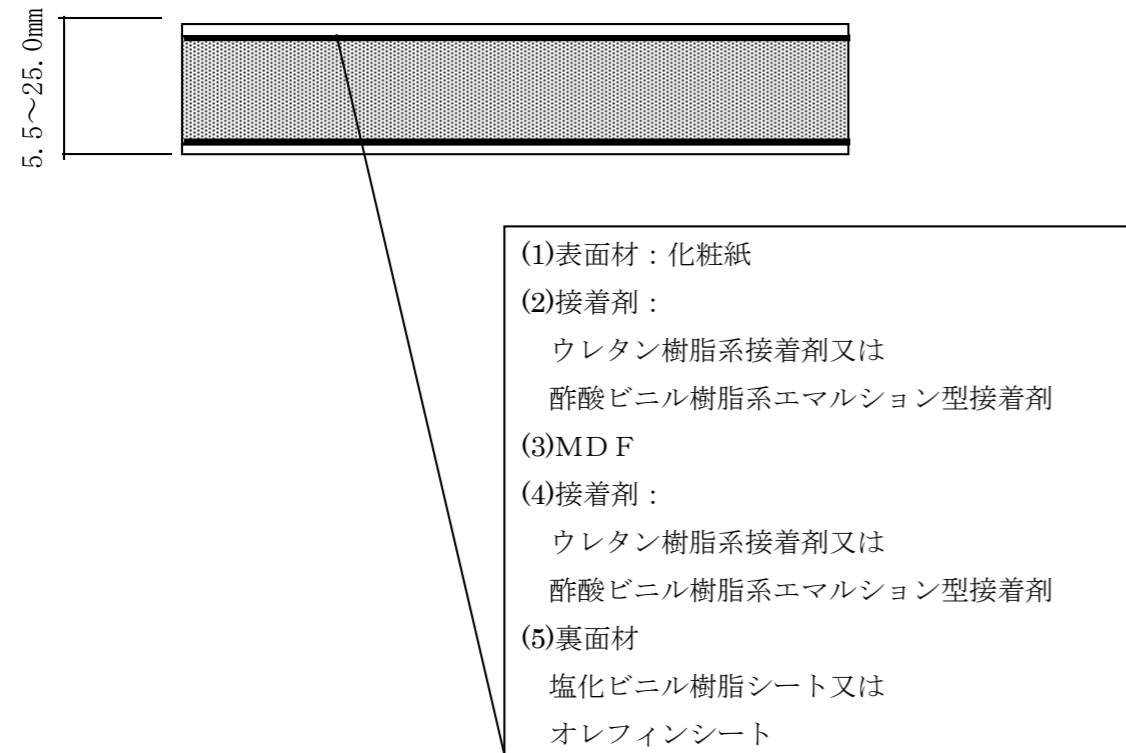 5.5～25.0mm
(1)表面材：化粧紙
(2)接着剤：
ウレタン樹脂系接着剤又は
酢酸ビニル樹脂系エマルション型接着剤
(3)ＭＤＦ
(4)接着剤：
ウレタン樹脂系接着剤又は
酢酸ビニル樹脂系エマルション型接着剤
(5)裏面材
塩化ビニル樹脂シート又は
オレフィンシート